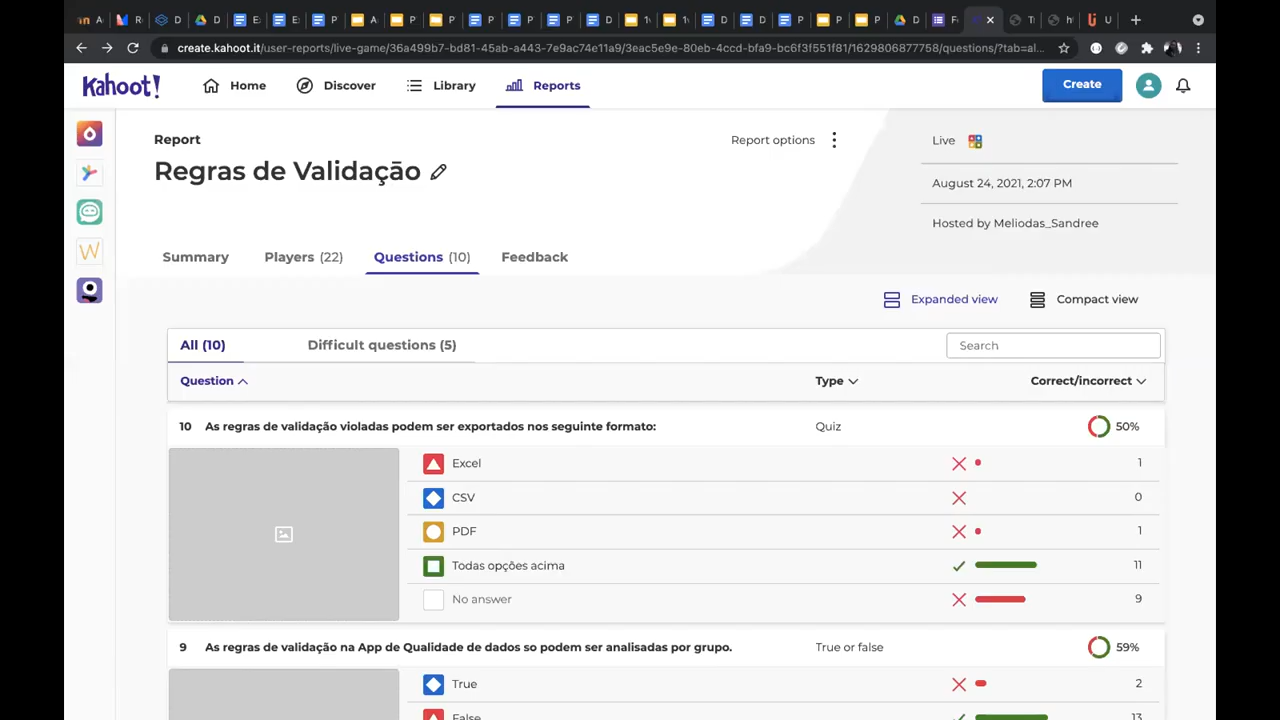 A
R
D
D
E
E
P
A
P
P
P
P
P
D
1
1
D
D
P
P
D
F
T
h
U
create.kahoot.it/user-reports/live-game/36a499b7-bd81-45ab-a443-7e9ac74e11a9/3eac5e9e-80eb-4ccd-bfa9-bc6f3f551f81/1629806877758/questions/?tab=al...
Kahoot!
Home
Discover
Library
Reports
Create
Report
Report options
Live
Regras de Validação
August 24, 2021, 2:07 PM
Hosted by Meliodas_Sandree
Summary
Players (22)
Questions (10)
Feedback
Expanded view
Compact view
All (10)
Difficult questions (5)
Search
Question
Type
Correct/incorrect
10 As regras de validação violadas podem ser exportados nos seguinte formato:
Quiz
50%
Excel
1
CSV
0
PDF
1
Todas opções acima
11
No answer
9
9 As regras de validação na App de Qualidade de dados so podem ser analisadas por grupo.
True or false
59%
True
2
False
13